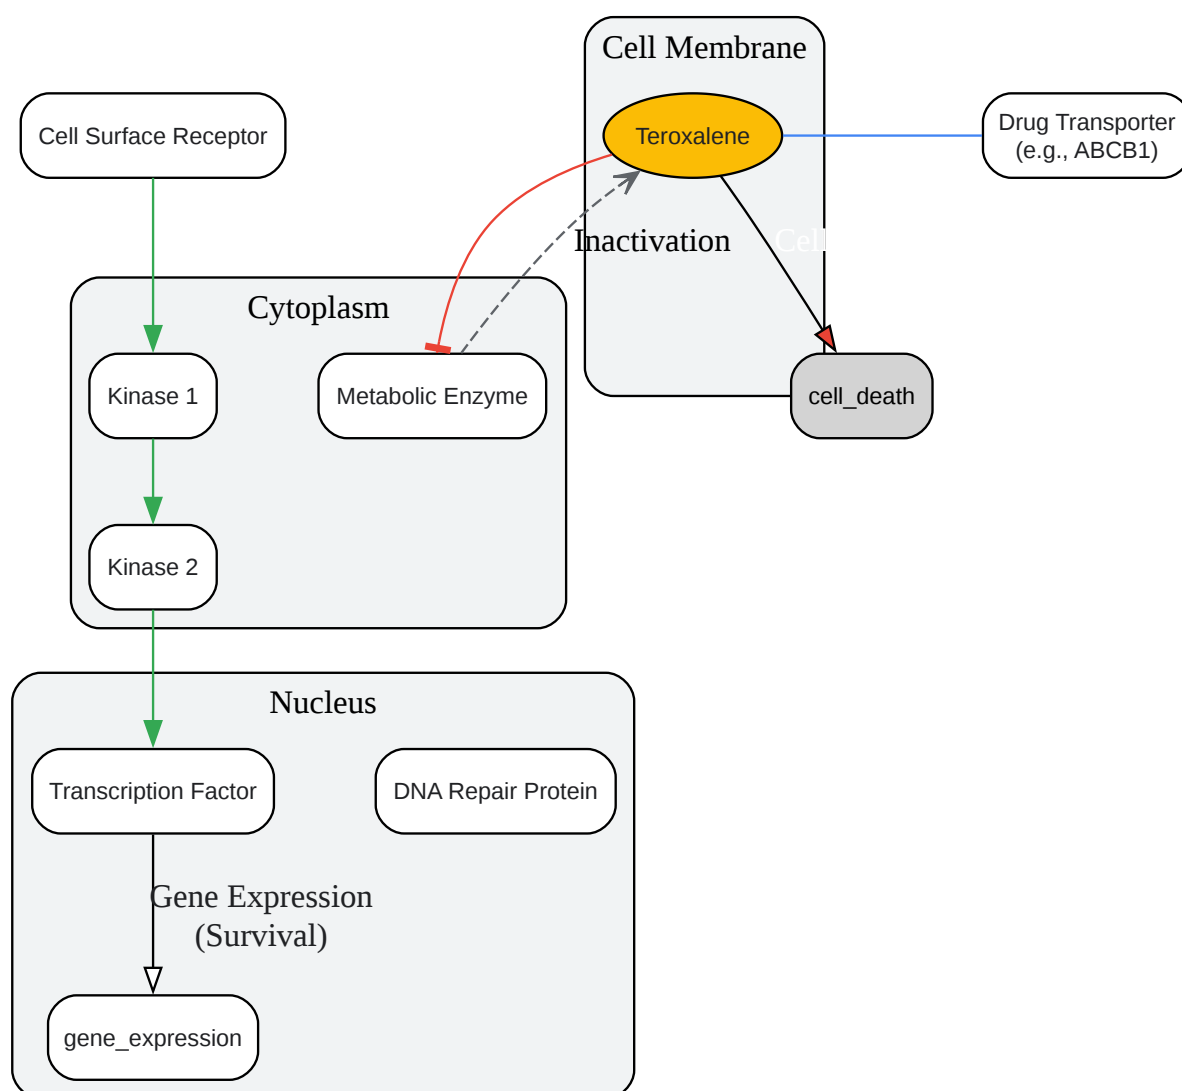 Cell Membrane
Cell Surface Receptor
Teroxalene
Drug Transporter
(e.g., ABCB1)
Inactivation
Cell
Cytoplasm
Kinase 1
Metabolic Enzyme
cell_death
Kinase 2
Nucleus
Transcription Factor
DNA Repair Protein
Gene Expression
(Survival)
gene_expression